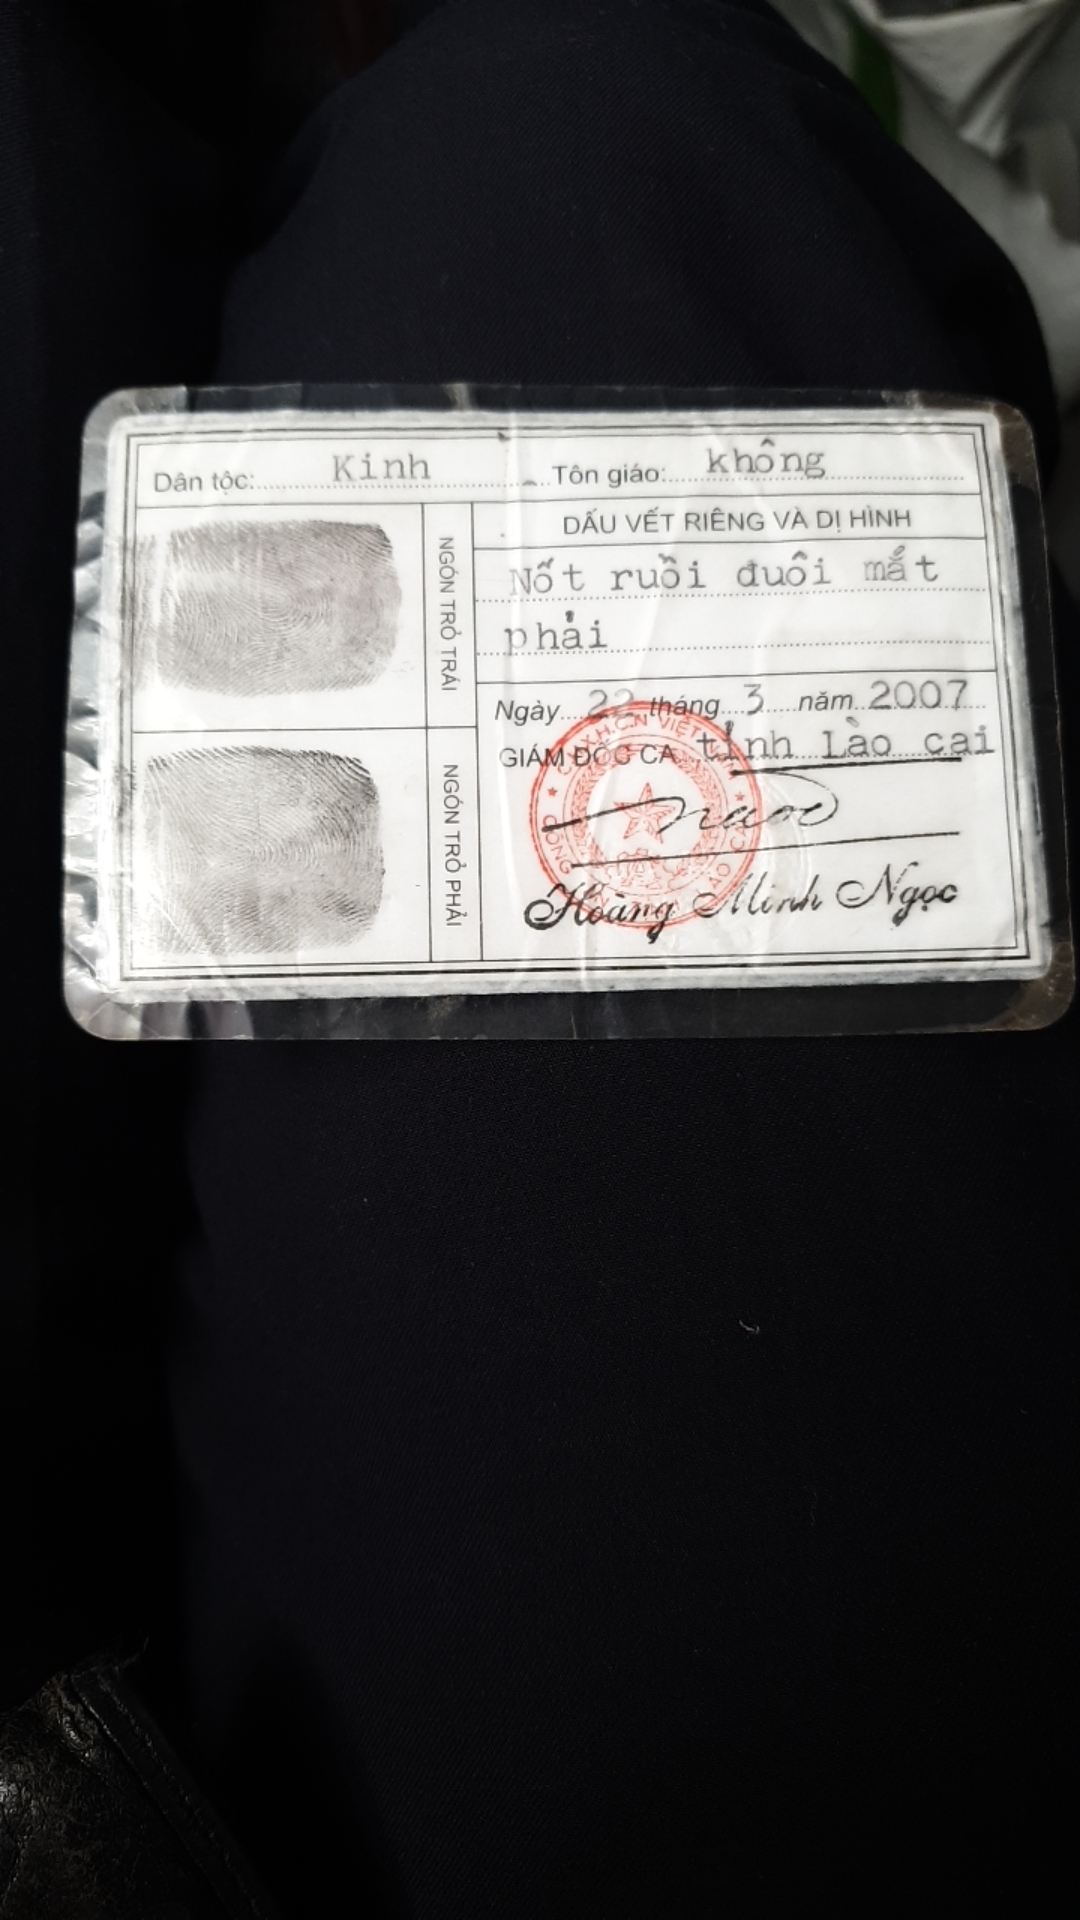 Dân tộc: Kinh Tôn giáo: không
NGÓN TRỎ TRÁI
NGÓN TRỎ PHẢI
DẤU VẾT RIÊNG VÀ DỊ HÌNH
Nốt ruồi đuôi mắt
phải
Ngày 22 tháng 3 năm 2007
GIÁM ĐỐC CA tỉnh lào cai
Hoàng Minh Ngọc